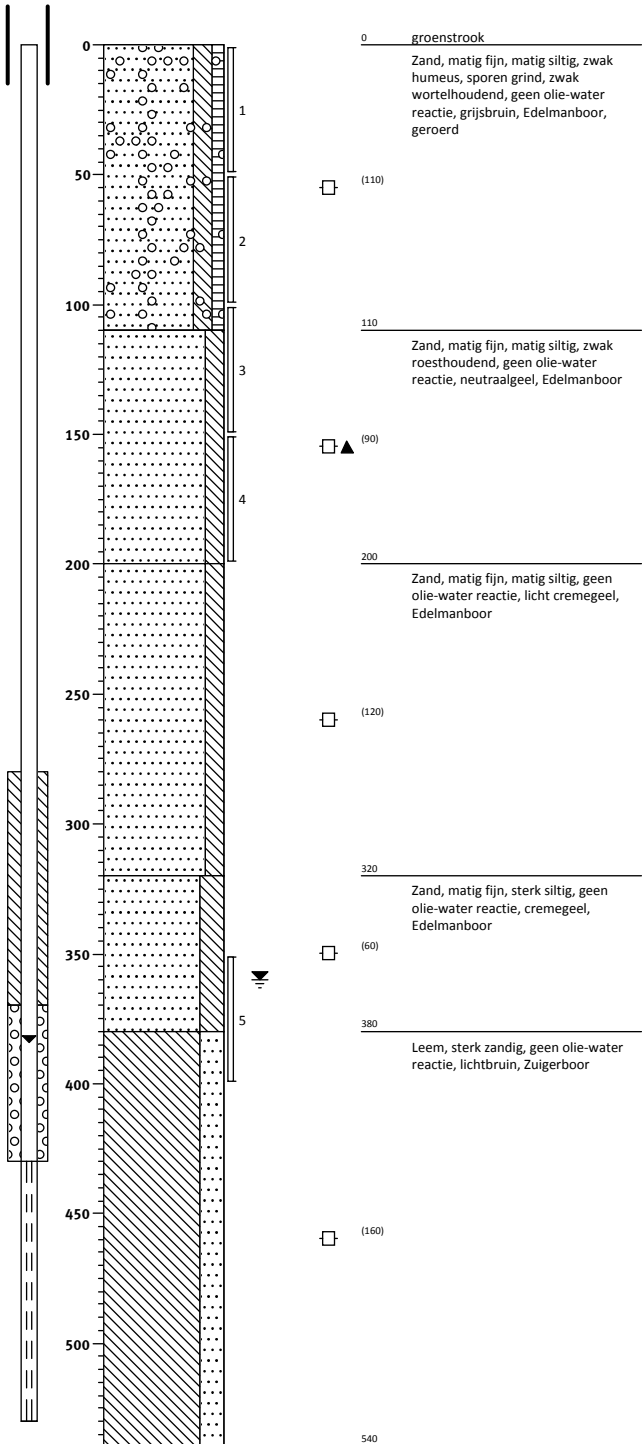 0
50
100
150
200
250
300
350
400
450
500
1
2
3
4
5
0 groenstrook
Zand, matig fijn, matig siltig, zwak
humeus, sporen grind, zwak
wortelhoudend, geen olie-water
reactie, grijsbruin, Edelmanboor,
geroerd
(110)
110
Zand, matig fijn, matig siltig, zwak
roesthoudend, geen olie-water
reactie, neutraalgeel, Edelmanboor
(90)
200
Zand, matig fijn, matig siltig, geen
olie-water reactie, licht cremegeel,
Edelmanboor
(120)
320
Zand, matig fijn, sterk siltig, geen
olie-water reactie, cremegeel,
Edelmanboor
(60)
380
Leem, sterk zandig, geen olie-water
reactie, lichtbruin, Zuigerboor
(160)
540